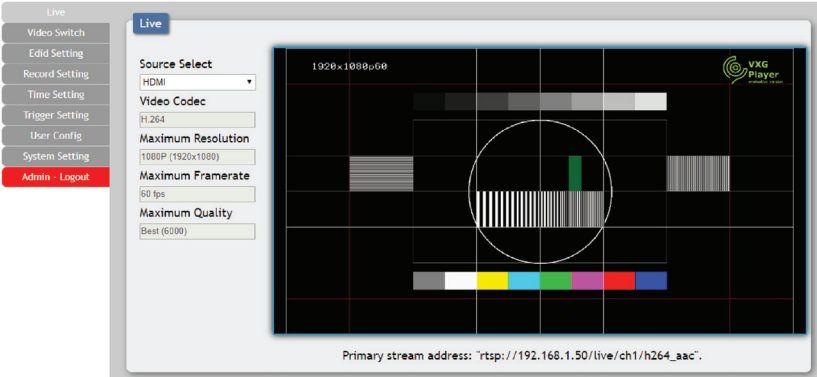 Live
Video Switch
Edid Setting
Record Setting
Time Setting
Trigger Setting
User Config
System Setting
Admin - Logout
Live
Source Select
HDMI
Video Codec
H.264
Maximum Resolution
1080P (1920x1080)
Maximum Framerate
60 fps
Maximum Quality
Best (6000)
1920x1080p60
VXG
Player
evaluation version
Primary stream address: "rtsp://192.168.1.50/live/ch1/h264_aac".